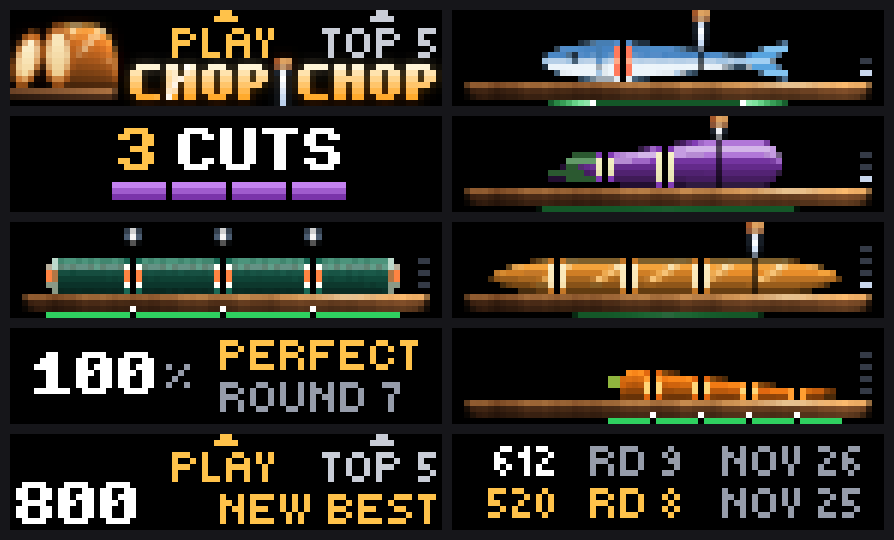 PLAY TOP 5
CHOP CHOP
3 CUTS
100% PERFECT
ROUND 7
PLAY TOP 5
800 NEW BEST
612 RD 9 NOV 26
520 RD 8 NOV 25